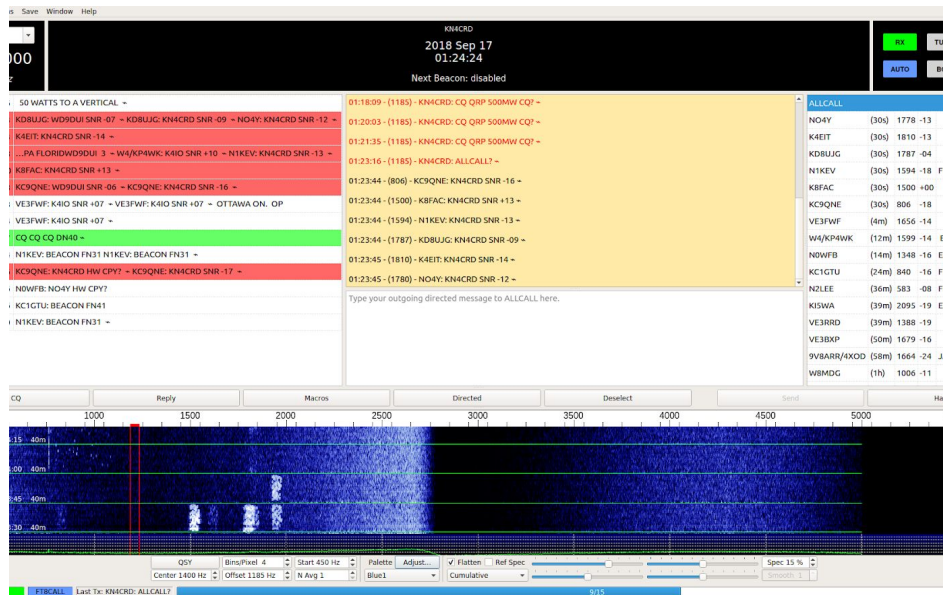 Save Window Help
KN4CRD
2018 Sep 17
01:24:24
Next Beacon: disabled
RX
AUTO
50 WATTS TO A VERTICAL ~
KD8UJG: WD9DUI SNR -07 ~ KD8UJG: KN4CRD SNR -09 ~ NO4Y: KN4CRD SNR -12 ~
K4EIT: KN4CRD SNR -14 ~
...PA FLORIDWD9DUI 3 ~ W4/KP4WK: K4IO SNR +10 ~ N1KEV: KN4CRD SNR -13 ~
K8FAC: KN4CRD SNR +13 ~
KC9QNE: WD9DUI SNR -06 ~ KC9QNE: KN4CRD SNR -16 ~
VE3FWF: K4IO SNR +07 ~ VE3FWF: K4IO SNR +07 ~ OTTAWA ON. OP
VE3FWF: K4IO SNR +07 ~
CQ CQ CQ DN40 ~
N1KEV: BEACON FN31 N1KEV: BEACON FN31 ~
KC9QNE: KN4CRD HW CPY? ~ KC9QNE: KN4CRD SNR -17 ~
N0WFB: NO4Y HW CPY?
KC1GTU: BEACON FN41
N1KEV: BEACON FN31 ~
01:18:09 - (1185) - KN4CRD: CQ QRP 500MW CQ? ~
01:20:03 - (1185) - KN4CRD: CQ QRP 500MW CQ? ~
01:21:35 - (1185) - KN4CRD: CQ QRP 500MW CQ? ~
01:23:16 - (1185) - KN4CRD: ALLCALL? ~
01:23:44 - (806) - KC9QNE: KN4CRD SNR -16 ~
01:23:44 - (1500) - K8FAC: KN4CRD SNR +13 ~
01:23:44 - (1594) - N1KEV: KN4CRD SNR -13 ~
01:23:44 - (1787) - KD8UJG: KN4CRD SNR -09 ~
01:23:45 - (1810) - K4EIT: KN4CRD SNR -14 ~
01:23:45 - (1780) - NO4Y: KN4CRD SNR -12 ~
Type your outgoing directed message to ALLCALL here.
ALLCALL
NO4Y (30s) 1778 -13
K4EIT (30s) 1810 -13
KD8UJG (30s) 1787 -04
N1KEV (30s) 1594 -18 F
K8FAC (30s) 1500 +00
KC9QNE (30s) 806 -18
VE3FWF (4m) 1656 -14
W4/KP4WK (12m) 1599 -14 E
N0WFB (14m) 1348 -16 E
KC1GTU (24m) 840 -16 F
N2LEE (36m) 583 -08 F
KI5WA (39m) 2095 -19 E
VE3RRD (39m) 1388 -19
VE3BXP (50m) 1679 -16
9V8ARR/4XOD (58m) 1664 -24
W8MDG (1h) 1006 -11
CQ Reply Macros Directed Deselect Send
1000 1500 2000 2500 3000 3500 4000 4500 5000
:15 40m
:00 40m
:45 40m
:30 40m
QSY Bins/Pixel 4 Start 450 Hz Palette Adjust... Flatten Ref Spec Spec 15 %
Center 1400 Hz Offset 1185 Hz N Avg 1 Blue1 Cumulative Smooth 1
FT8CALL Last Tx: KN4CRD: ALLCALL? 9/15